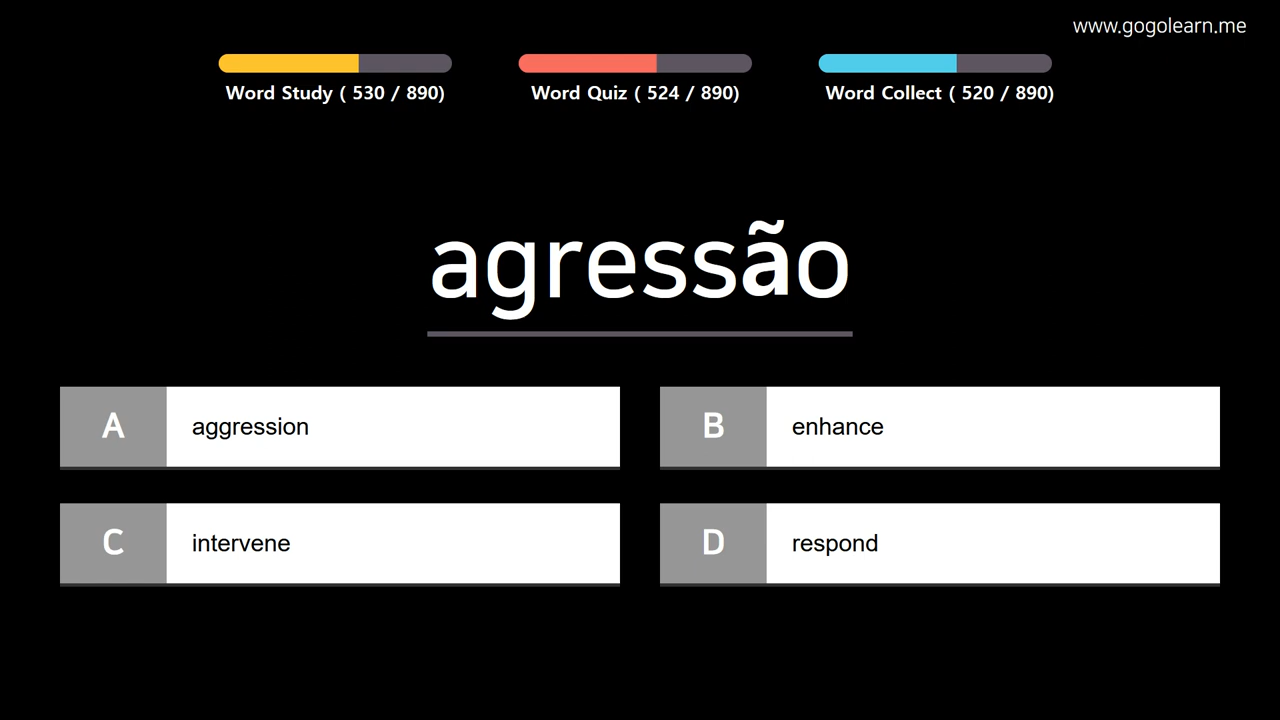 www.gogolearn.me
Word Study ( 530 / 890)
Word Quiz ( 524 / 890)
Word Collect ( 520 / 890)
agressão
A aggression
B enhance
C intervene
D respond